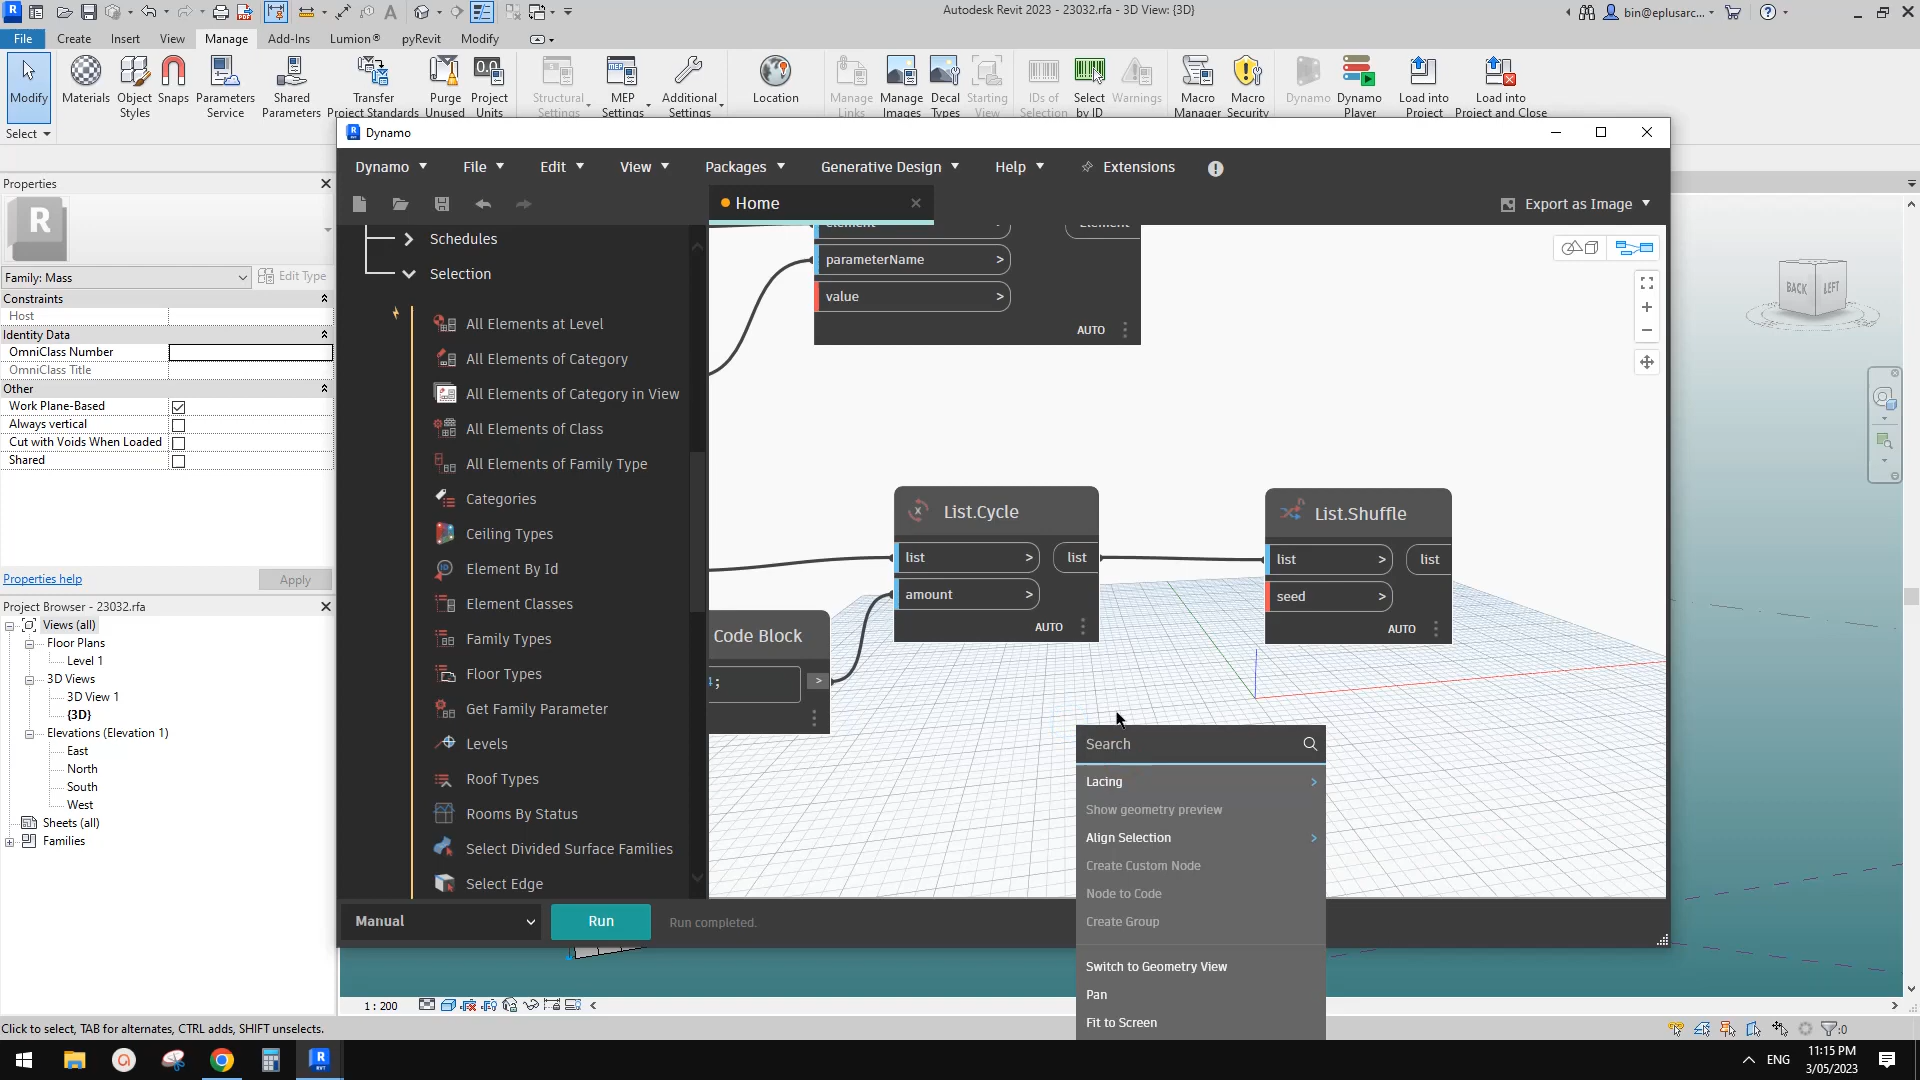 Autodesk Revit 2023 - 23032.rfa - 3D View: {3D}
bin@eplusarc...
File
Create
Insert
View
Manage
Add-Ins
Lumion®
pyRevit
Modify
Modify
Materials
Object
Styles
Snaps
Parameters
Service
Shared
Parameters
Transfer
Project Standards
Purge
Unused
Project
Units
Structural
Settings
MEP
Settings
Additional
Settings
Location
Manage
Links
Manage
Images
Decal
Types
Starting
View
IDs of
Selection
Select
by ID
Warnings
Macro
Manager
Macro
Security
Dynamo
Dynamo
Player
Load into
Project
Load into
Project and Close
Select
Dynamo
Dynamo
File
Edit
View
Packages
Generative Design
Help
Extensions
Home
Export as Image
Properties
R
Family: Mass
Edit Type
Constraints
Host
Identity Data
OmniClass Number
OmniClass Title
Other
Work Plane-Based
Always vertical
Cut with Voids When Loaded
Shared
Properties help
Apply
Project Browser - 23032.rfa
Views (all)
Floor Plans
Level 1
3D Views
3D View 1
{3D}
Elevations (Elevation 1)
East
North
South
West
Sheets (all)
Families
Schedules
Selection
All Elements at Level
All Elements of Category
All Elements of Category in View
All Elements of Class
All Elements of Family Type
Categories
Ceiling Types
Element By Id
Element Classes
Family Types
Floor Types
Get Family Parameter
Levels
Roof Types
Rooms By Status
Select Divided Surface Families
Select Edge
element
Element
parameterName >
value >
AUTO
BACK
LEFT
List.Cycle
list >
list
amount >
AUTO
List.Shuffle
list >
list
seed >
AUTO
Code Block
4;
>
Search
Lacing
Show geometry preview
Align Selection
Create Custom Node
Node to Code
Create Group
Switch to Geometry View
Pan
Fit to Screen
Manual
Run
Run completed.
1 : 200
Click to select, TAB for alternates, CTRL adds, SHIFT unselects.
:0
ENG
11:15 PM
3/05/2023